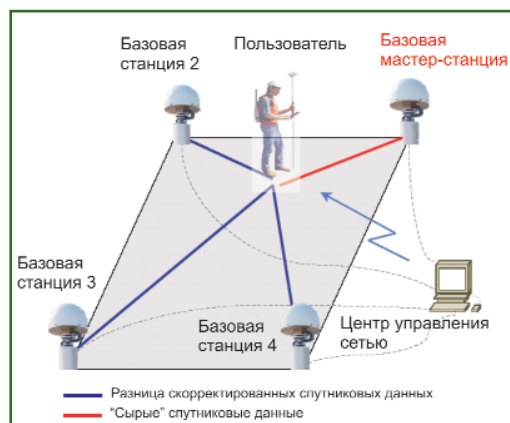 Базовая
станция 2
Пользователь
Базовая
мастер-станция
Базовая
станция 3
Базовая
станция 4
Центр управления
сетью
Разница скорректированных спутниковых данных
"Сырые" спутниковые данные